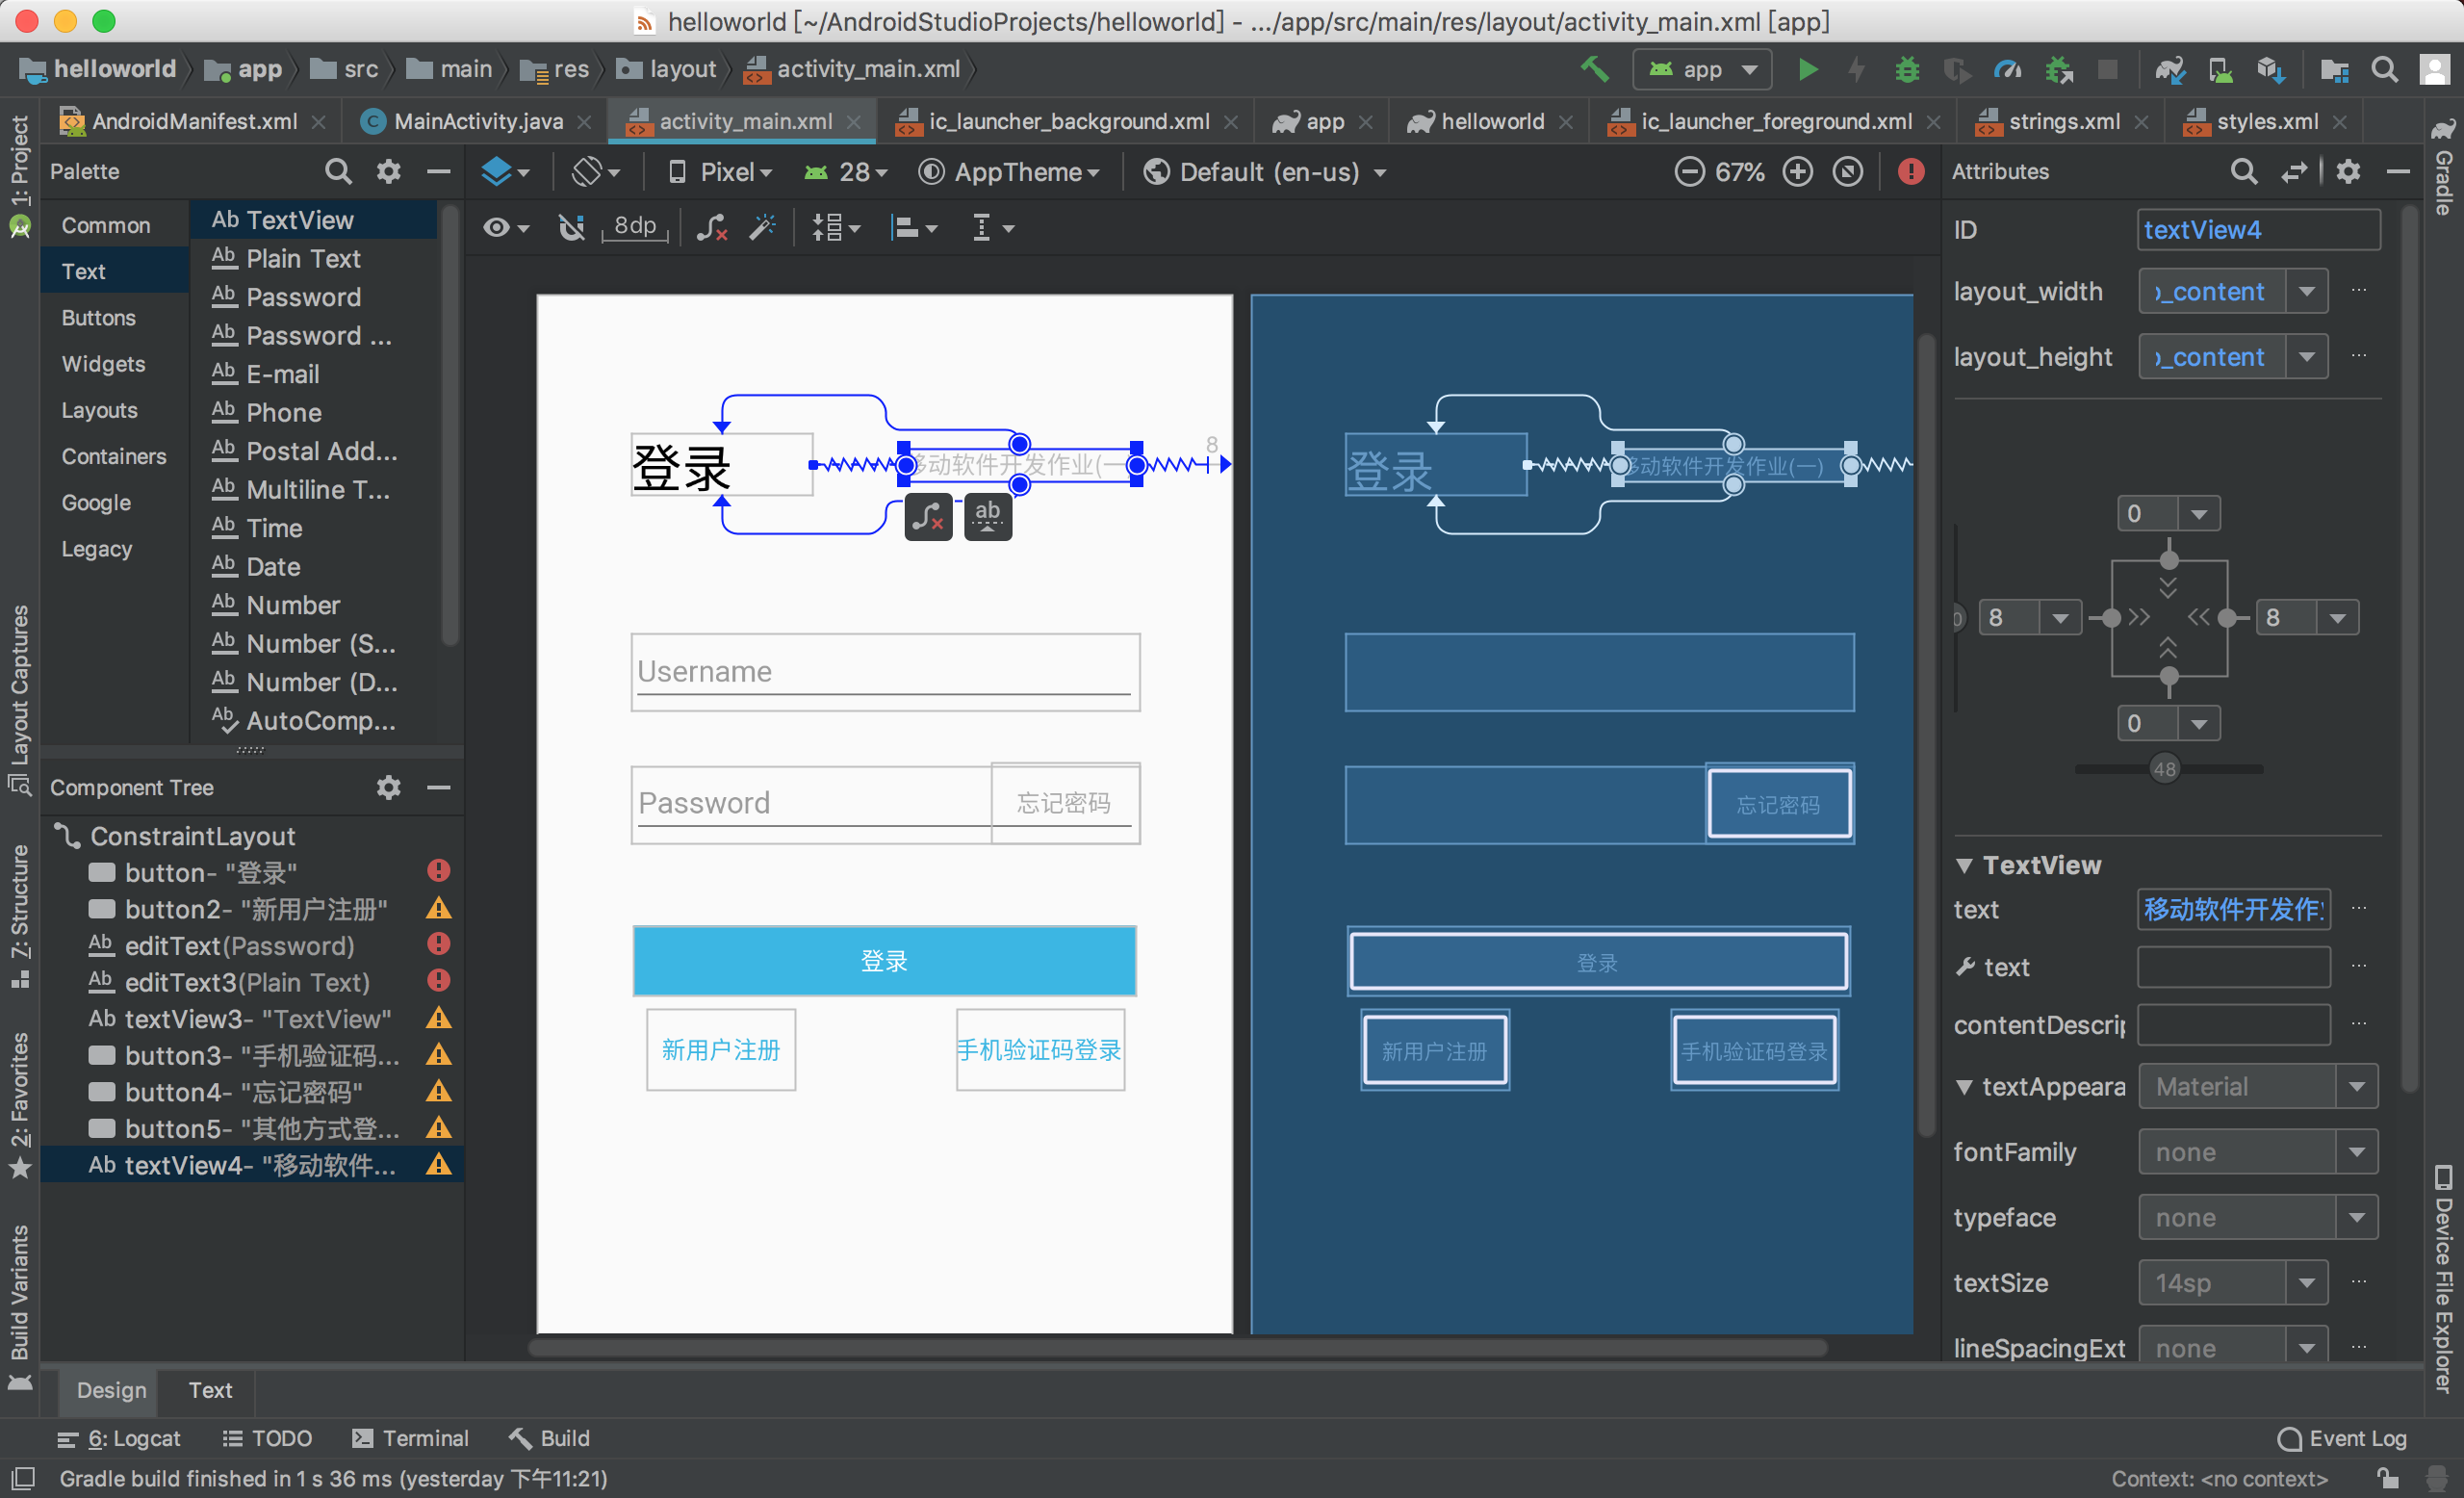 helloworld [~/AndroidStudioProjects/helloworld] - .../app/src/main/res/layout/activity_main.xml [app]
helloworld app src main res layout activity_main.xml app
AndroidManifest.xml MainActivity.java activity_main.xml ic_launcher_background.xml app helloworld ic_launcher_foreground.xml strings.xml styles.xml
1: Project
Layout Captures
7: Structure
2: Favorites
Build Variants
Palette
Common
Text
Buttons
Widgets
Layouts
Containers
Google
Legacy
Ab TextView
Ab Plain Text
Ab Password
Ab Password ...
Ab E-mail
Ab Phone
Ab Postal Add...
Ab Multiline T...
Ab Time
Ab Date
Ab Number
Ab Number (S...
Ab Number (D...
Ab AutoComp...
Component Tree
ConstraintLayout
button- "登录"
button2- "新用户注册"
Ab editText(Password)
Ab editText3(Plain Text)
Ab textView3- "TextView"
button3- "手机验证码...
button4- "忘记密码"
button5- "其他方式登...
Ab textView4- "移动软件...
Pixel 28 AppTheme Default (en-us) 67%
8dp
登录
移动软件开发作业(一
8
ab
Username
Password
忘记密码
登录
新用户注册
手机验证码登录
登录
移动软件开发作业(一)
忘记密码
登录
新用户注册
手机验证码登录
Attributes
ID textView4
layout_width _content
layout_height _content
0
8 8
0
48
TextView
text 移动软件开发作
text
contentDescrip
textAppeara Material
fontFamily none
typeface none
textSize 14sp
lineSpacingExt none
Gradle
Device File Explorer
Design Text
6: Logcat TODO Terminal Build Event Log
Gradle build finished in 1 s 36 ms (yesterday 下午11:21) Context: <no context>